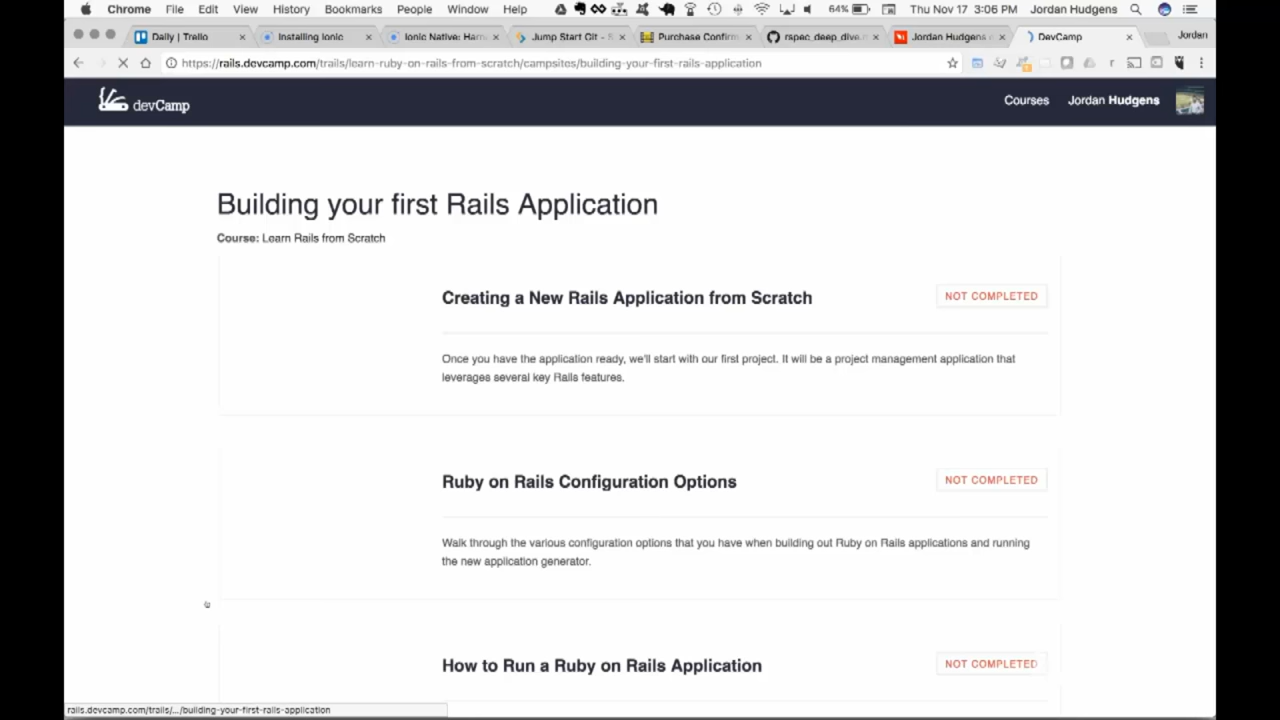 Chrome File Edit View History Bookmarks People Window Help 64% Thu Nov 17 3:06 PM Jordan Hudgens
Daily | Trello Installing Ionic Ionic Native: Jump Start Git - Purchase Confirm rspec_deep_dive.m Jordan Hudgens DevCamp Jordan
https://rails.devcamp.com/trails/learn-ruby-on-rails-from-scratch/campsites/building-your-first-rails-application
devCamp Courses Jordan Hudgens
Building your first Rails Application
Course: Learn Rails from Scratch
Creating a New Rails Application from Scratch NOT COMPLETED
Once you have the application ready, we'll start with our first project. It will be a project management application that
leverages several key Rails features.
Ruby on Rails Configuration Options NOT COMPLETED
Walk through the various configuration options that you have when building out Ruby on Rails applications and running
the new application generator.
How to Run a Ruby on Rails Application NOT COMPLETED
rails.devcamp.com/trails/.../building-your-first-rails-application